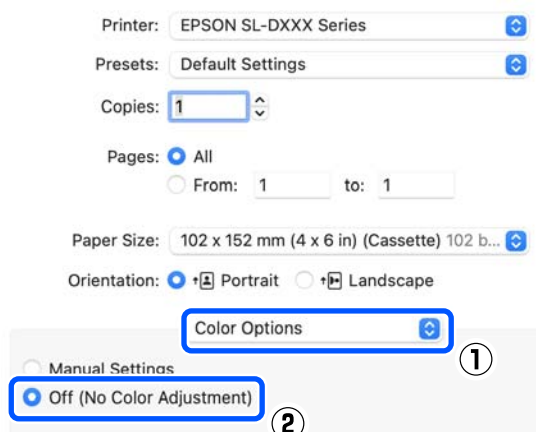 Printer: EPSON SL-DXXX Series
Presets: Default Settings
Copies: 1
Pages: All
From: 1 to: 1
Paper Size: 102 x 152 mm (4 x 6 in) (Cassette) 102 b...
Orientation: Portrait Landscape
Color Options
①
Manual Settings
Off (No Color Adjustment)
②